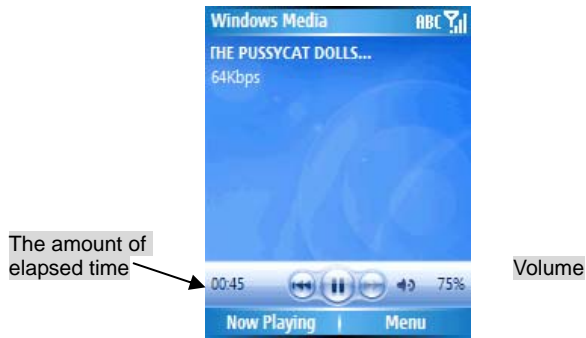 Windows Media ABC
THE PUSSYCAT DOLLS...
64Kbps
The amount of
elapsed time
00:45 75%
Volume
Now Playing Menu